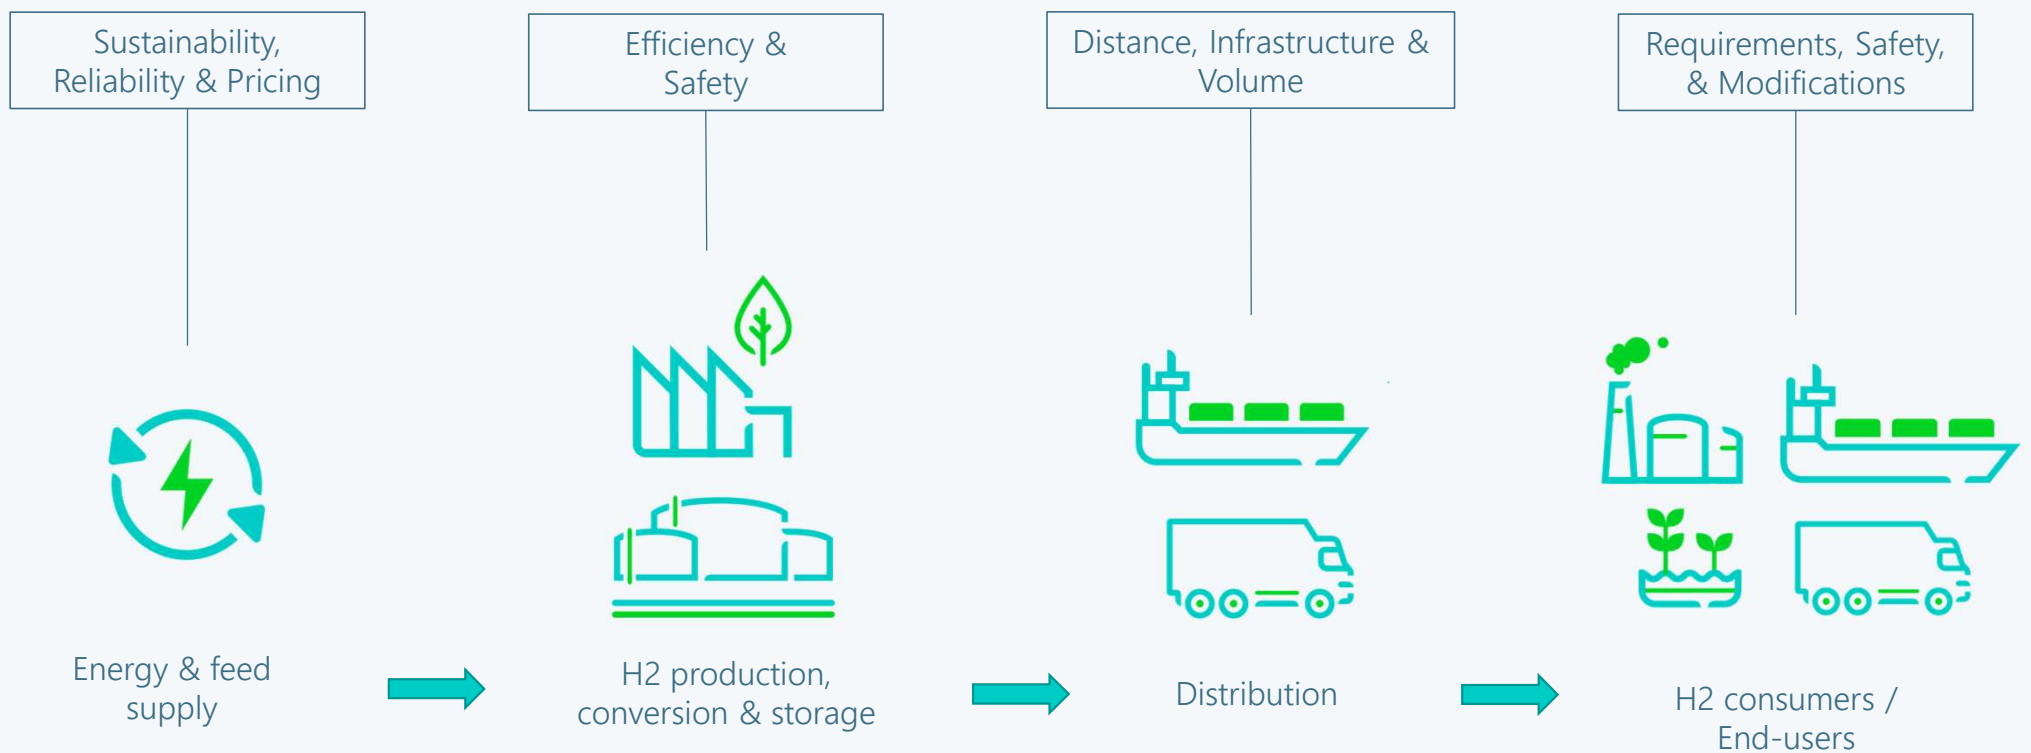 Sustainability,
Reliability & Pricing
Efficiency &
Safety
Distance, Infrastructure &
Volume
Requirements, Safety,
& Modifications
Energy & feed
supply
H2 production,
conversion & storage
Distribution
H2 consumers /
End-users